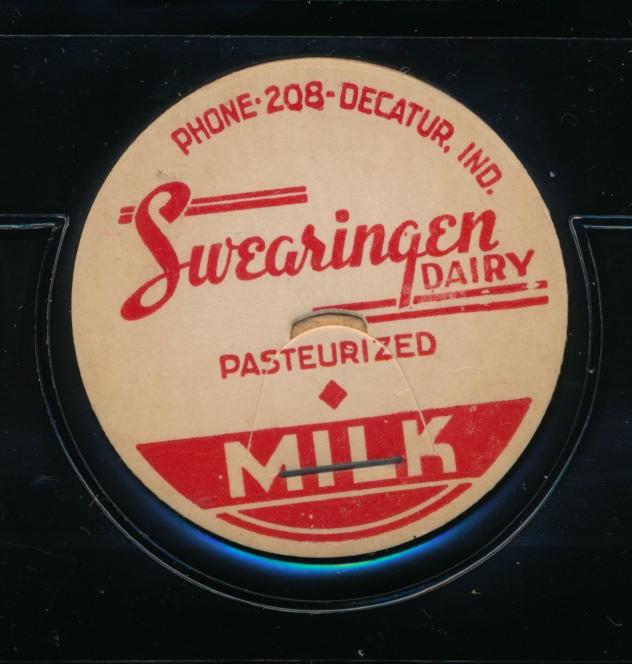 PHONE·208-DECATUR, IND.
Swearingen
DAIRY
PASTEURIZED
MILK